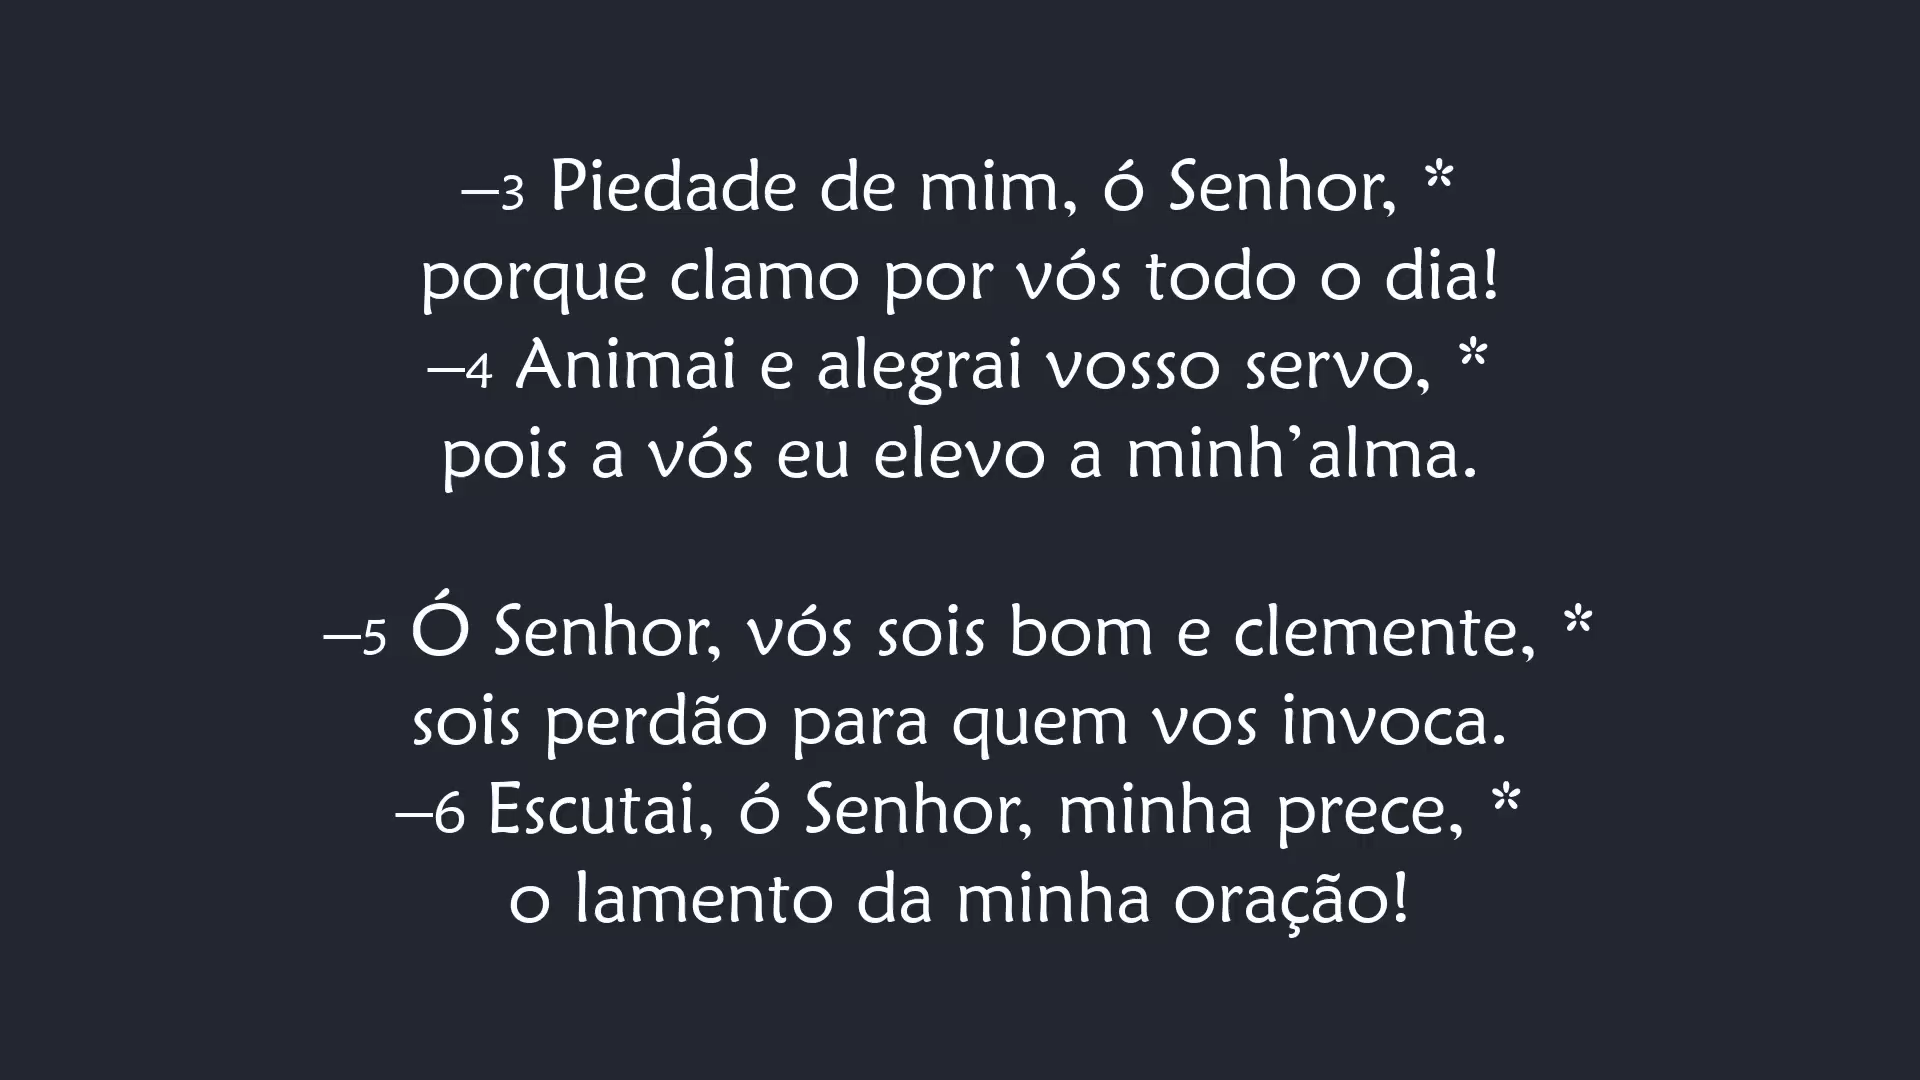 –3 Piedade de mim, ó Senhor, *
porque clamo por vós todo o dia!
–4 Animai e alegrai vosso servo, *
pois a vós eu elevo a minh’alma.
–5 Ó Senhor, vós sois bom e clemente, *
sois perdão para quem vos invoca.
–6 Escutai, ó Senhor, minha prece, *
o lamento da minha oração!